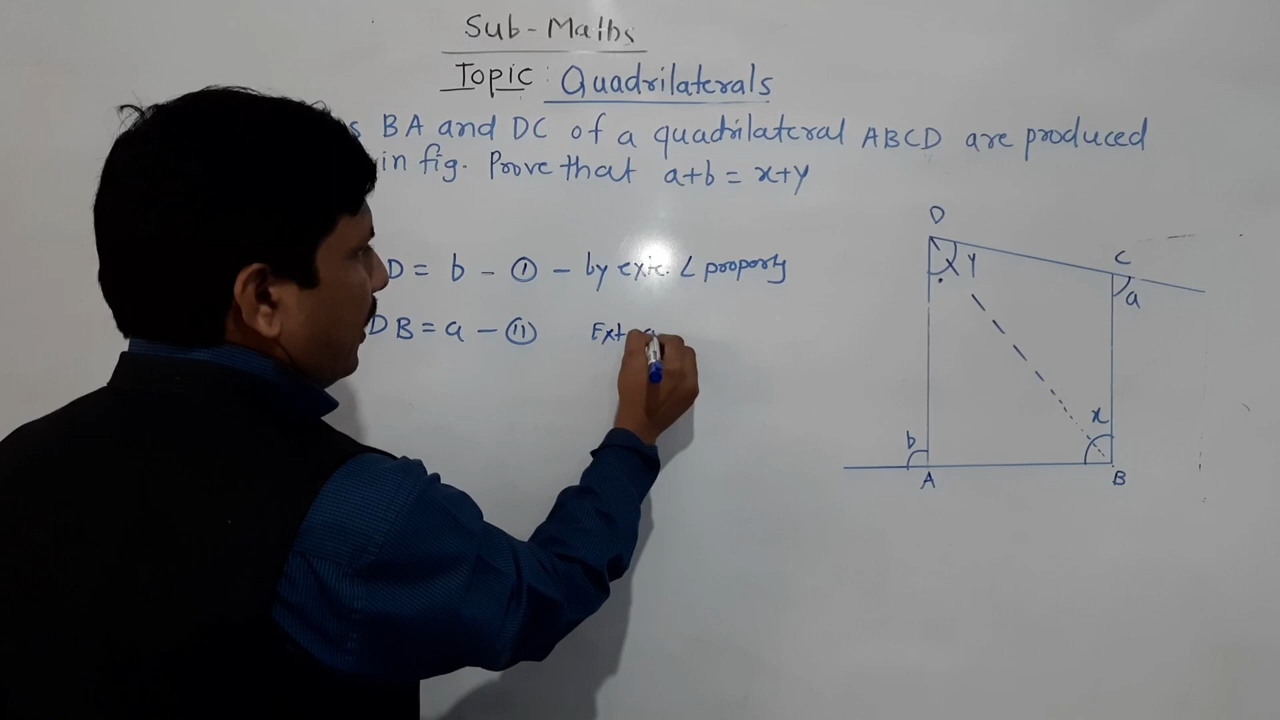 Sub - Maths
Topic : Quadrilaterals
s BA and DC of a quadrilateral ABCD are produced
in fig. Prove that a+b = x+y
D = b - ① - by exte. ∠ property
DB = a - ⑪ Ext
D
y
C
a
x
b
A
B